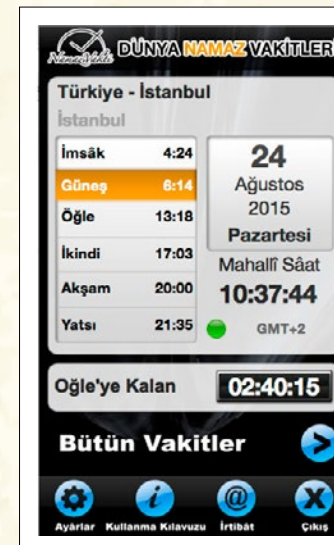 NamazVakti DÜNYA NAMAZ VAKİTLERİ
Türkiye - İstanbul
İstanbul
İmsâk 4:24
Güneş 6:14
Öğle 13:18
İkindi 17:03
Akşam 20:00
Yatsı 21:35
24
Ağustos
2015
Pazartesi
Mahallî Sâat
10:37:44
GMT+2
Oğle'ye Kalan 02:40:15
Bütün Vakitler
Ayârlar Kullanma Kılavuzu İrtibât Çıkış